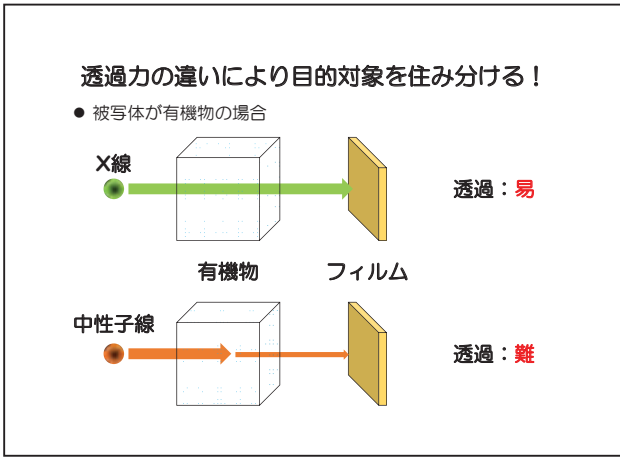 透過力の違いにより目的対象を住み分ける！
● 被写体が有機物の場合
X線
透過：易
有機物
フィルム
中性子線
透過：難